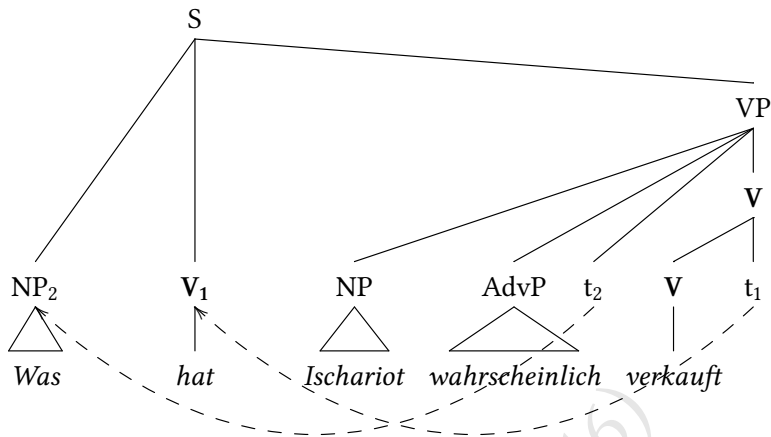 S
VP
V
NP₂ V₁ NP AdvP t₂ V t₁
Was hat Ischariot wahrscheinlich verkauft